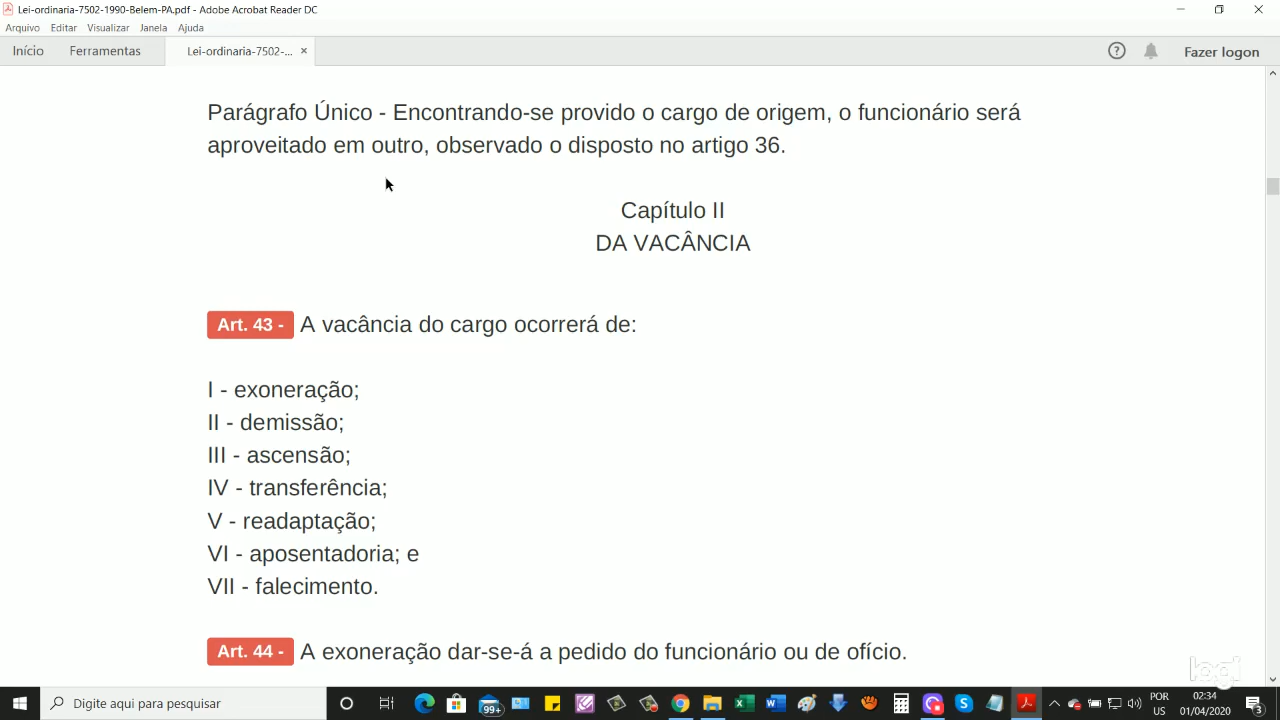 Lei-ordinaria-7502-1990-Belem-PA.pdf - Adobe Acrobat Reader DC
Arquivo Editar Visualizar Janela Ajuda
Início Ferramentas Lei-ordinaria-7502-... × Fazer logon
Parágrafo Único - Encontrando-se provido o cargo de origem, o funcionário será
aproveitado em outro, observado o disposto no artigo 36.
Capítulo II
DA VACÂNCIA
Art. 43 - A vacância do cargo ocorrerá de:
I - exoneração;
II - demissão;
III - ascensão;
IV - transferência;
V - readaptação;
VI - aposentadoria; e
VII - falecimento.
Art. 44 - A exoneração dar-se-á a pedido do funcionário ou de ofício.
logi
Digite aqui para pesquisar 99+ POR 02:34
US 01/04/2020 3